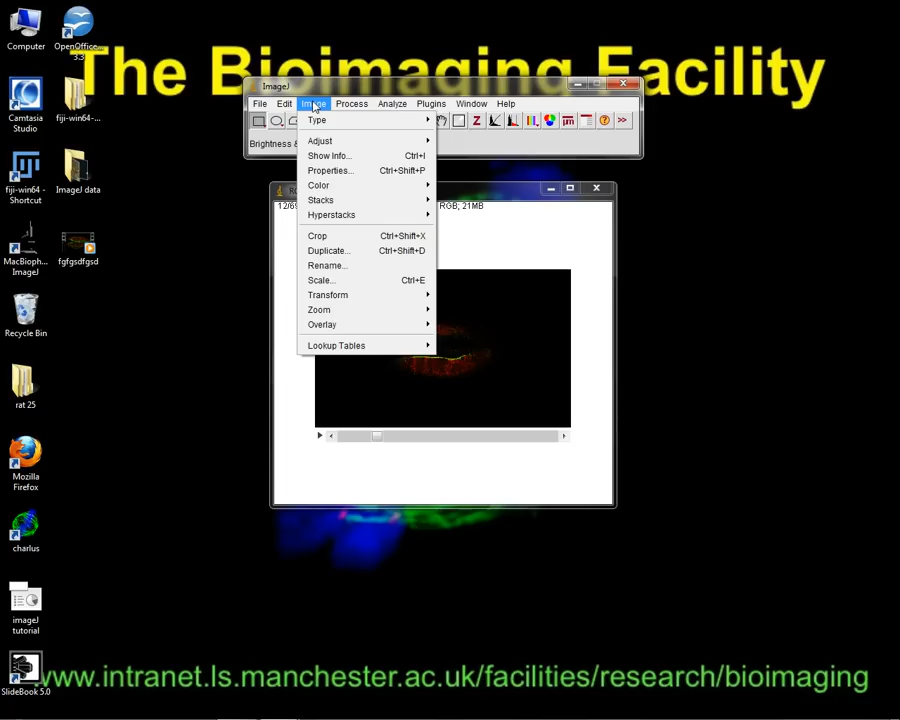 The Bioimaging Facility
Computer
OpenOffice... 3.3
Camtasia Studio
fiji-...
fiji-win64 - Shortcut
ImageJ data
MacBioph... ImageJ
fgfgsdfgsd
Recycle Bin
rat 25
Mozilla Firefox
charlus
imageJ tutorial
SlideBook 5.0
ImageJ
File Edit Image Process Analyze Plugins Window Help
Brightness &
Type
Adjust
Show Info... Ctrl+I
Properties... Ctrl+Shift+P
Color
Stacks
Hyperstacks
Crop Ctrl+Shift+X
Duplicate... Ctrl+Shift+D
Rename...
Scale... Ctrl+E
Transform
Zoom
Overlay
Lookup Tables
RGB; 21MB
www.intranet.ls.manchester.ac.uk/facilities/research/bioimaging